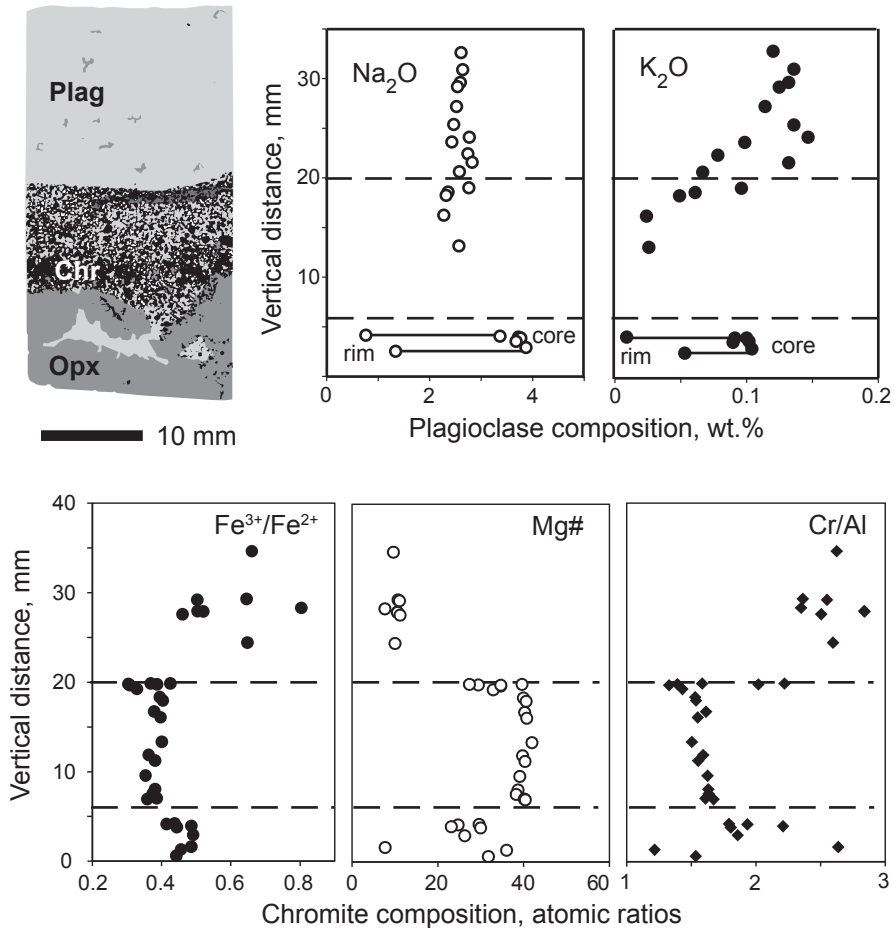 Plag
Chr
Opx
10 mm
Vertical distance, mm
30
20
10
0
Na2O
core
rim
0 2 4
K2O
core
rim
0 0.1 0.2
Plagioclase composition, wt.%
Vertical distance, mm
40
30
20
10
0
Fe3+/Fe2+
0.2 0.4 0.6 0.8
Mg#
0 20 40 60
Cr/Al
1 2 3
Chromite composition, atomic ratios